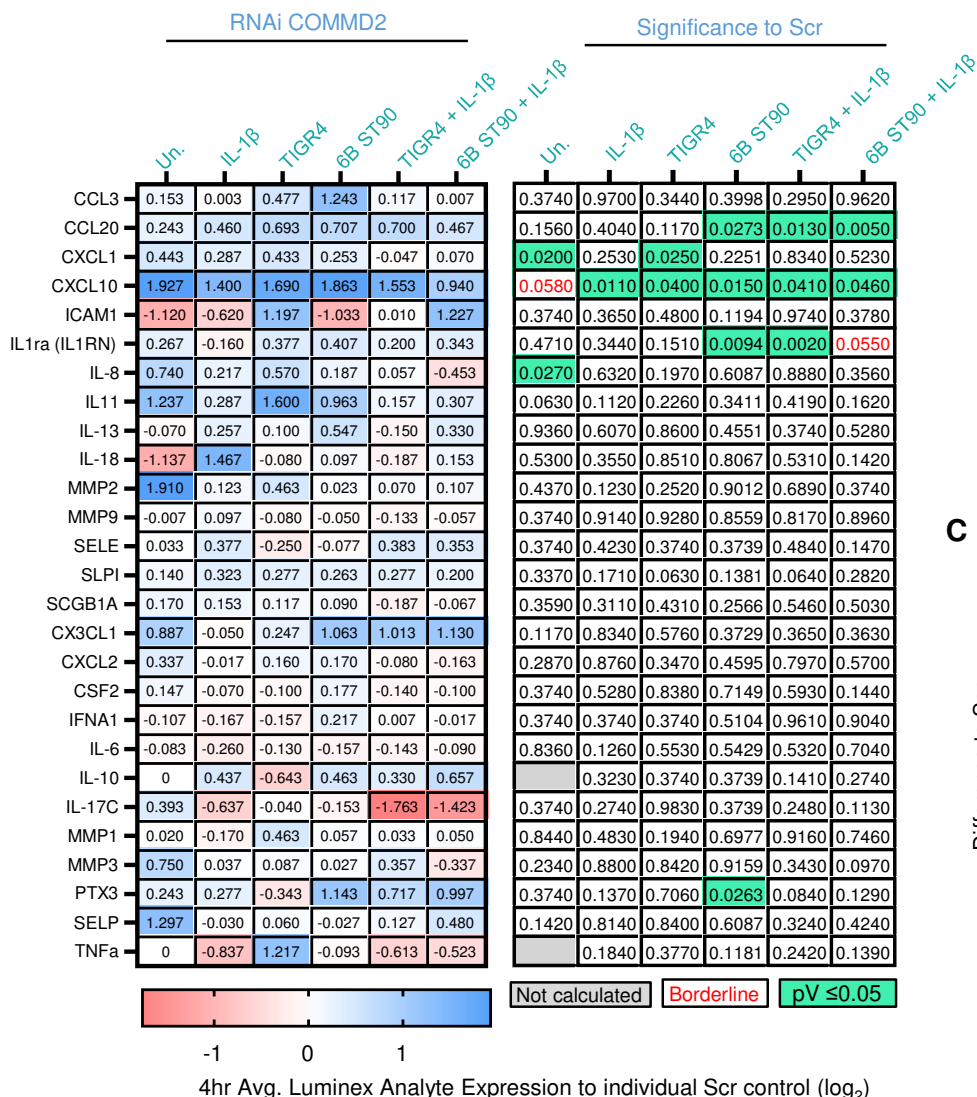 RNAi COMMD2 Significance to Scr
Un. IL-1β TIGR4 6B ST90 TIGR4 + IL-1β 6B ST90 + IL-1β Un. IL-1β TIGR4 6B ST90 TIGR4 + IL-1β 6B ST90 + IL-1β
CCL3 0.153 0.003 0.477 1.243 0.117 0.007 0.3740 0.9700 0.3440 0.3998 0.2950 0.9620
CCL20 0.243 0.460 0.693 0.707 0.700 0.467 0.1560 0.4040 0.1170 0.0273 0.0130 0.0050
CXCL1 0.443 0.287 0.433 0.253 -0.047 0.070 0.0200 0.2530 0.0250 0.2251 0.8340 0.5230
CXCL10 1.927 1.400 1.690 1.863 1.553 0.940 0.0580 0.0110 0.0400 0.0150 0.0410 0.0460
ICAM1 -1.120 -0.620 1.197 -1.033 0.010 1.227 0.3740 0.3650 0.4800 0.1194 0.9740 0.3780
IL1ra (IL1RN) 0.267 -0.160 0.377 0.407 0.200 0.343 0.4710 0.3440 0.1510 0.0094 0.0020 0.0550
IL-8 0.740 0.217 0.570 0.187 0.057 -0.453 0.0270 0.6320 0.1970 0.6087 0.8880 0.3560
IL11 1.237 0.287 1.600 0.963 0.157 0.307 0.0630 0.1120 0.2260 0.3411 0.4190 0.1620
IL-13 -0.070 0.257 0.100 0.547 -0.150 0.330 0.9360 0.6070 0.8600 0.4551 0.3740 0.5280
IL-18 -1.137 1.467 -0.080 0.097 -0.187 0.153 0.5300 0.3550 0.8510 0.8067 0.5310 0.1420
MMP2 1.910 0.123 0.463 0.023 0.070 0.107 0.4370 0.1230 0.2520 0.9012 0.6890 0.3740
MMP9 -0.007 0.097 -0.080 -0.050 -0.133 -0.057 0.3740 0.9140 0.9280 0.8559 0.8170 0.8960
SELE 0.033 0.377 -0.250 -0.077 0.383 0.353 0.3740 0.4230 0.3740 0.3739 0.4840 0.1470
SLPI 0.140 0.323 0.277 0.263 0.277 0.200 0.3370 0.1710 0.0630 0.1381 0.0640 0.2820
SCGB1A 0.170 0.153 0.117 0.090 -0.187 -0.067 0.3590 0.3110 0.4310 0.2566 0.5460 0.5030
CX3CL1 0.887 -0.050 0.247 1.063 1.013 1.130 0.1170 0.8340 0.5760 0.3729 0.3650 0.3630
CXCL2 0.337 -0.017 0.160 0.170 -0.080 -0.163 0.2870 0.8760 0.3470 0.4595 0.7970 0.5700
CSF2 0.147 -0.070 -0.100 0.177 -0.140 -0.100 0.3740 0.5280 0.8380 0.7149 0.5930 0.1440
IFNA1 -0.107 -0.167 -0.157 0.217 0.007 -0.017 0.3740 0.3740 0.3740 0.5104 0.9610 0.9040
IL-6 -0.083 -0.260 -0.130 -0.157 -0.143 -0.090 0.8360 0.1260 0.5530 0.5429 0.5320 0.7040
IL-10 0 0.437 -0.643 0.463 0.330 0.657 0.3230 0.3740 0.3739 0.1410 0.2740
IL-17C 0.393 -0.637 -0.040 -0.153 -1.763 -1.423 0.3740 0.2740 0.9830 0.3739 0.2480 0.1130
MMP1 0.020 -0.170 0.463 0.057 0.033 0.050 0.8440 0.4830 0.1940 0.6977 0.9160 0.7460
MMP3 0.750 0.037 0.087 0.027 0.357 -0.337 0.2340 0.8800 0.8420 0.9159 0.3430 0.0970
PTX3 0.243 0.277 -0.343 1.143 0.717 0.997 0.3740 0.1370 0.7060 0.0263 0.0840 0.1290
SELP 1.297 -0.030 0.060 -0.027 0.127 0.480 0.1420 0.8140 0.8400 0.6087 0.3240 0.4240
TNFa 0 -0.837 1.217 -0.093 -0.613 -0.523 0.1840 0.3770 0.1181 0.2420 0.1390
Not calculated Borderline pV ≤0.05
-1 0 1
4hr Avg. Luminex Analyte Expression to individual Scr control (log₂)
C